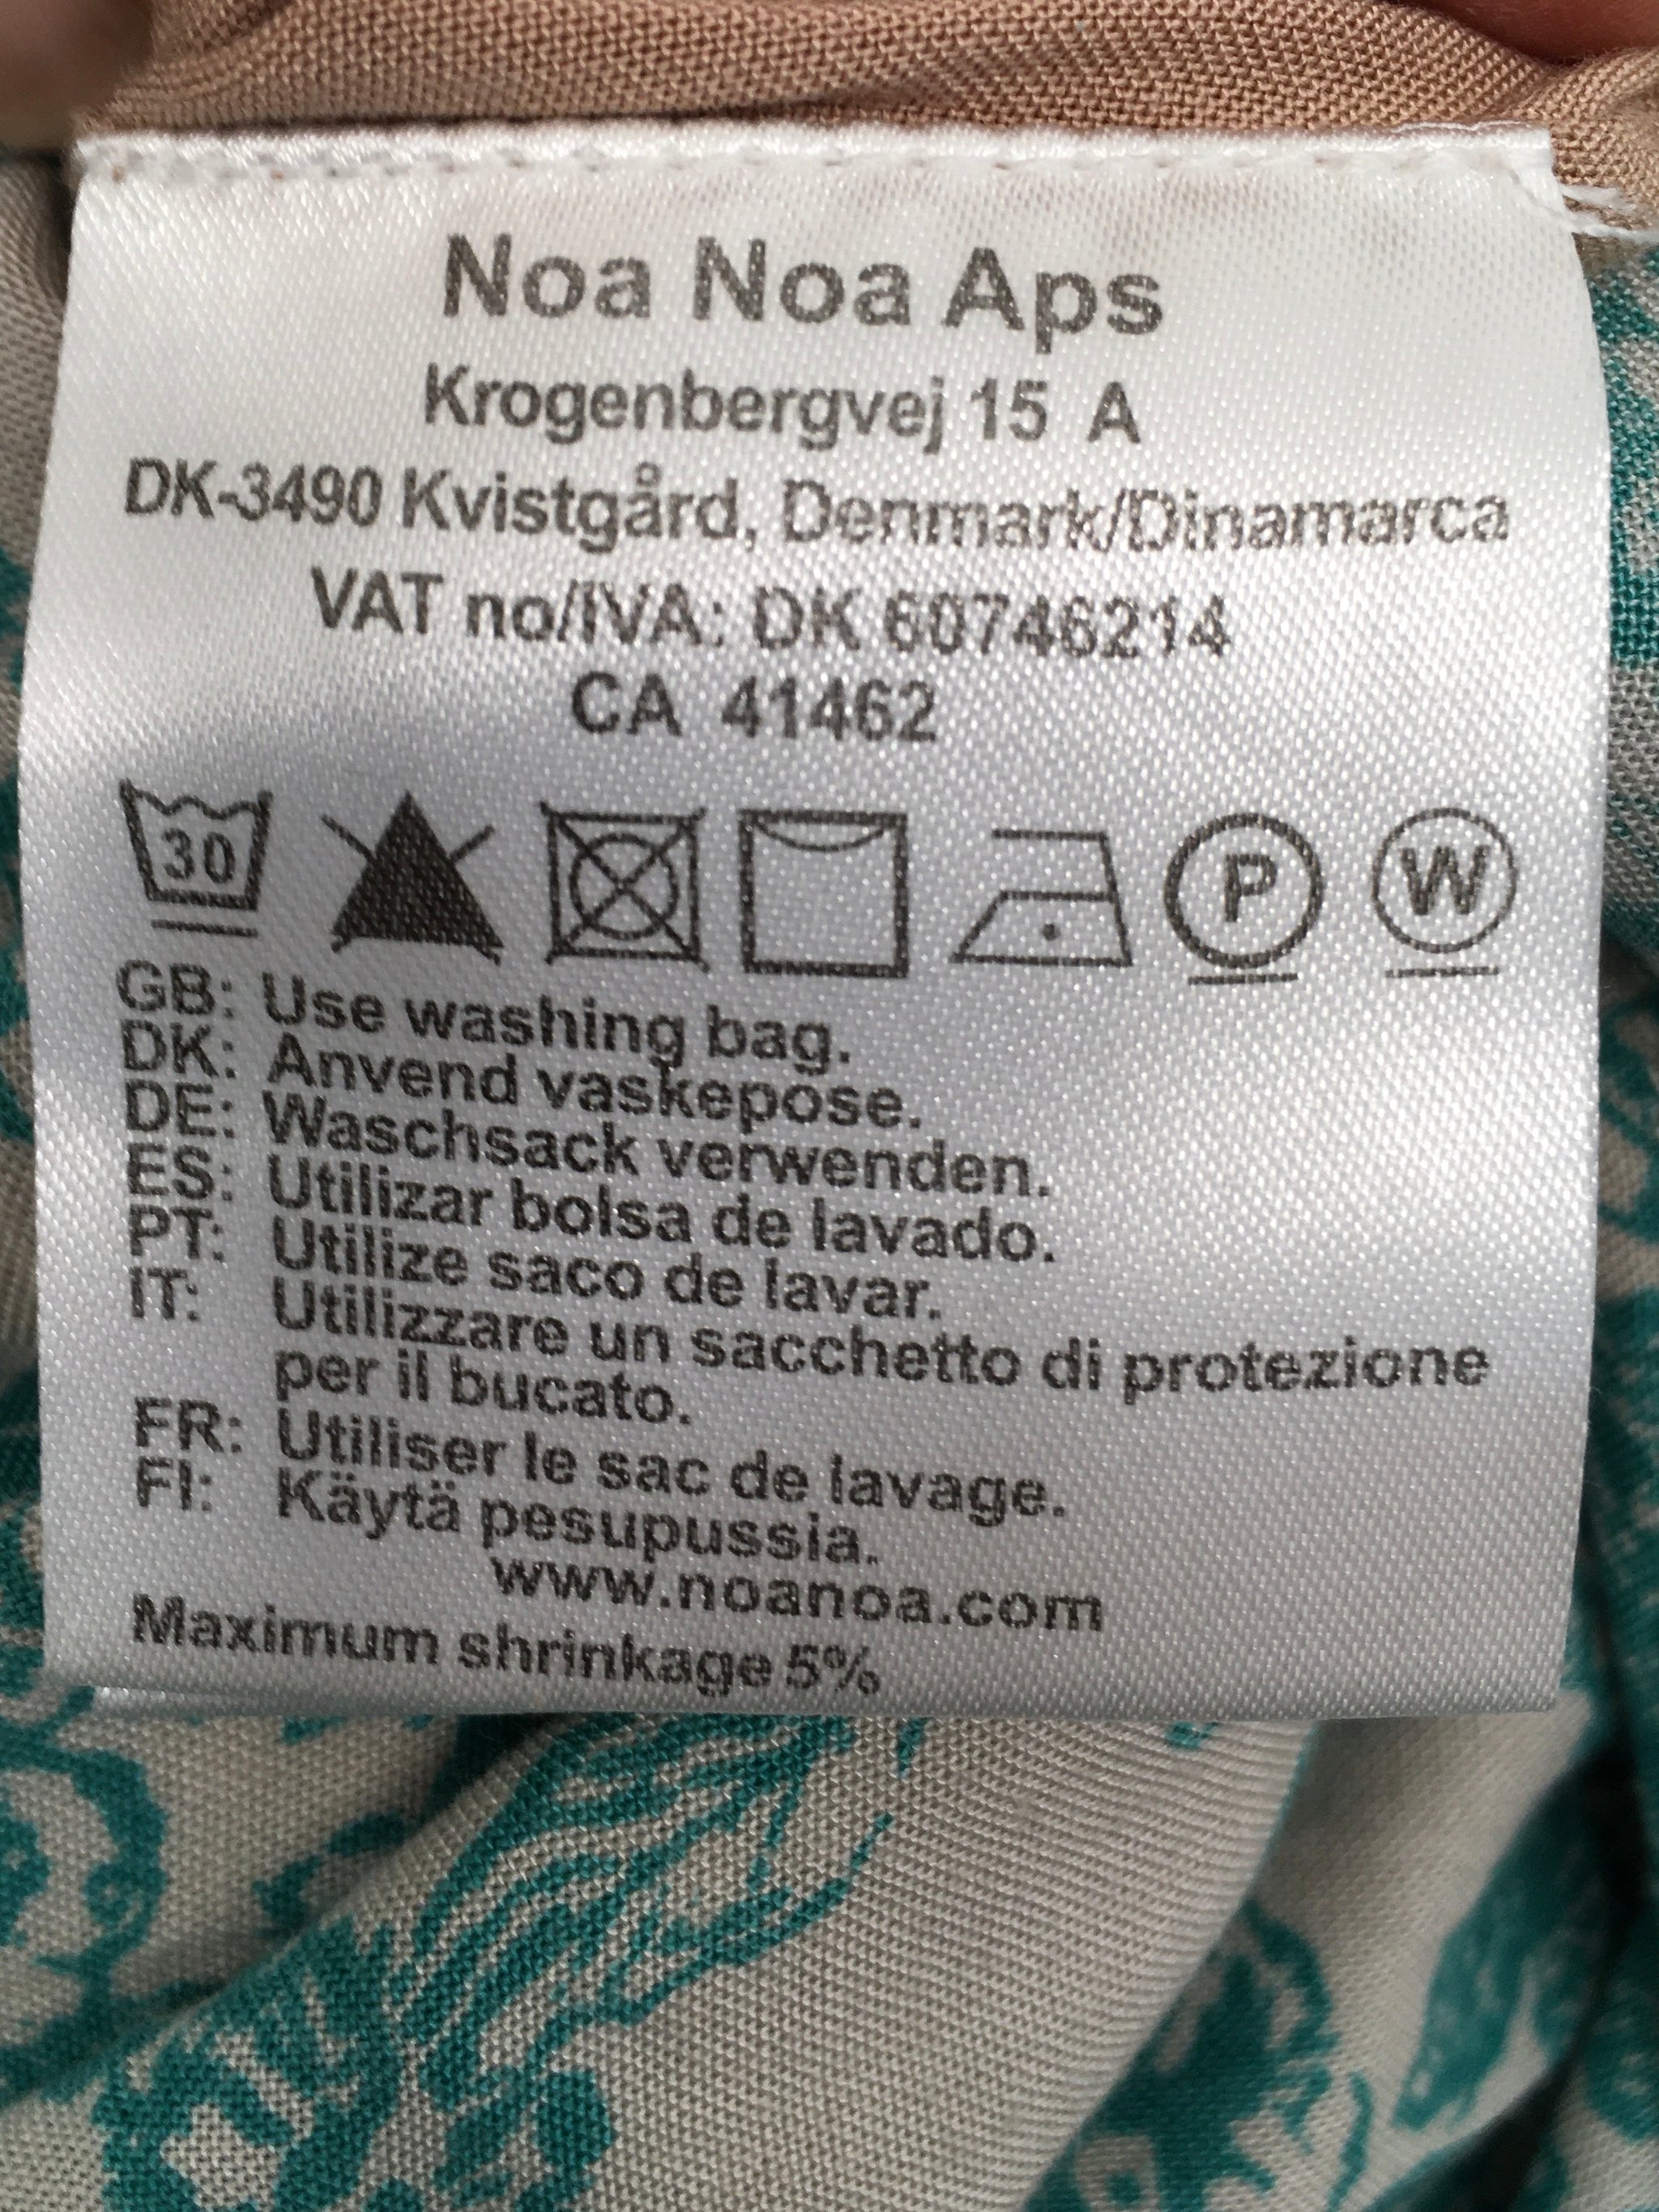 Noa Noa Aps
Krogenbergvej 15 A
DK-3490 Kvistgård, Denmark/Dinamarca
VAT no/IVA: DK 60746214
CA 41462
30 P W
GB: Use washing bag.
DK: Anvend vaskepose.
DE: Waschsack verwenden.
ES: Utilizar bolsa de lavado.
PT: Utilize saco de lavar.
IT: Utilizzare un sacchetto di protezione
per il bucato.
FR: Utiliser le sac de lavage.
FI: Käytä pesupussia.
www.noanoa.com
Maximum shrinkage 5%